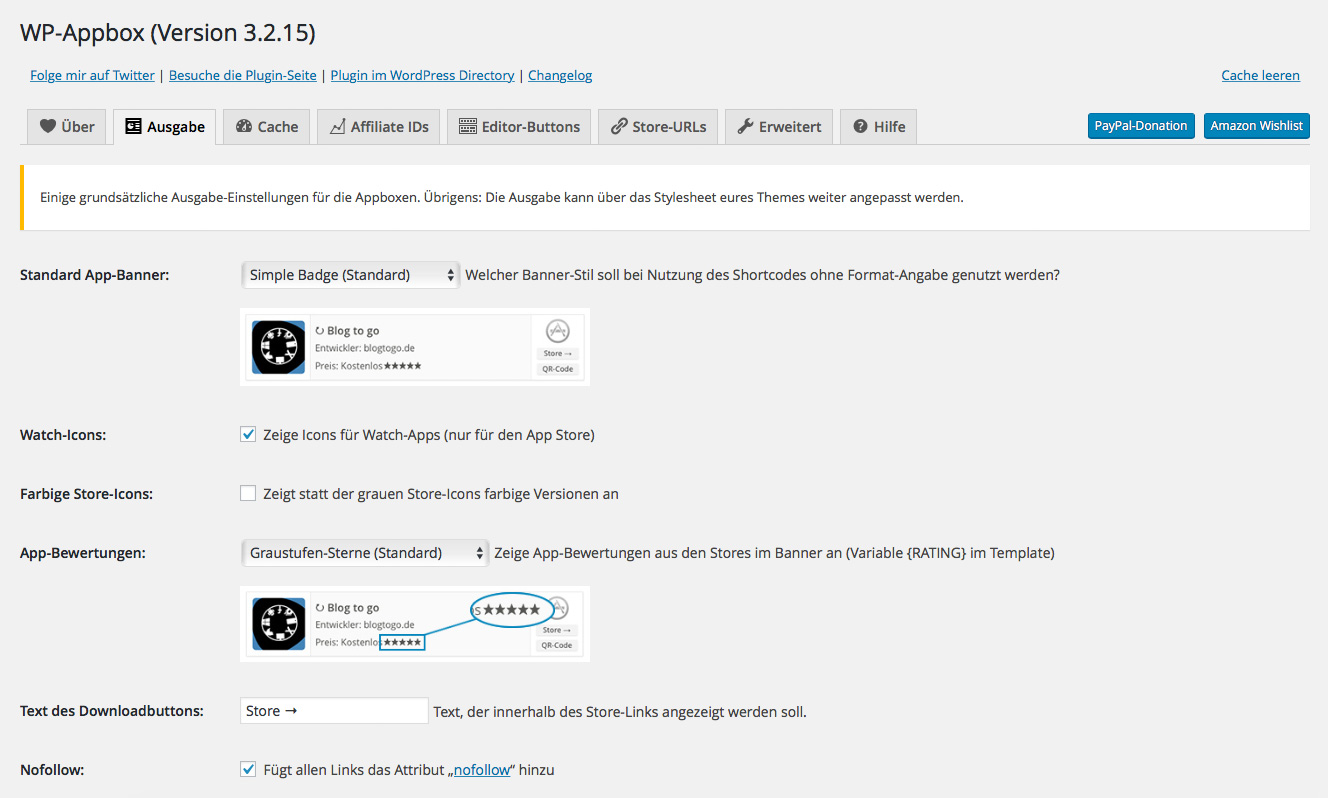 WP-Appbox (Version 3.2.15)
Folge mir auf Twitter | Besuche die Plugin-Seite | Plugin im WordPress Directory | Changelog
Cache leeren
Über
Ausgabe
Cache
Affiliate IDs
Editor-Buttons
Store-URLs
Erweitert
Hilfe
PayPal-Donation
Amazon Wishlist
Einige grundsätzliche Ausgabe-Einstellungen für die Appboxen. Übrigens: Die Ausgabe kann über das Stylesheet eures Themes weiter angepasst werden.
Standard App-Banner:
Simple Badge (Standard)
Welcher Banner-Stil soll bei Nutzung des Shortcodes ohne Format-Angabe genutzt werden?
↻ Blog to go
Entwickler: blogtogo.de
Preis: Kostenlos★★★★★
Store →
QR-Code
Watch-Icons:
Zeige Icons für Watch-Apps (nur für den App Store)
Farbige Store-Icons:
Zeigt statt der grauen Store-Icons farbige Versionen an
App-Bewertungen:
Graustufen-Sterne (Standard)
Zeige App-Bewertungen aus den Stores im Banner an (Variable {RATING} im Template)
↻ Blog to go
s★★★★★
Entwickler: blogtogo.de
Preis: Kostenlos★★★★★
Store →
QR-Code
Text des Downloadbuttons:
Store →
Text, der innerhalb des Store-Links angezeigt werden soll.
Nofollow:
Fügt allen Links das Attribut „nofollow“ hinzu